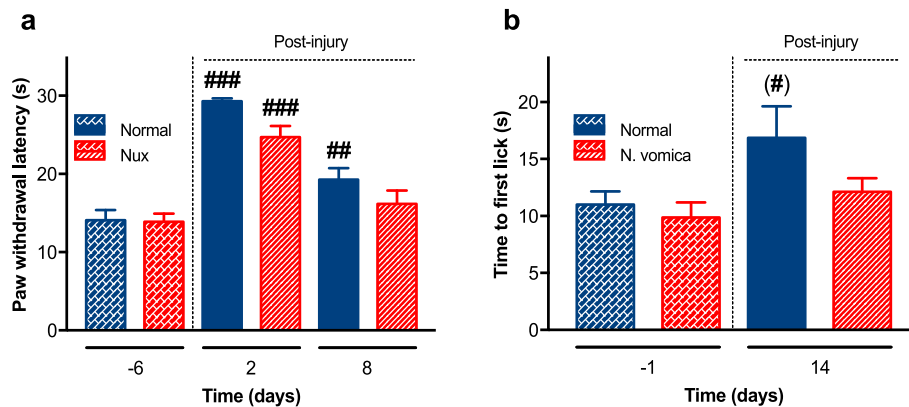 a
Post-injury
Paw withdrawal latency (s)
30
20
10
0
Normal
Nux
###
###
##
-6
2
8
Time (days)
b
Post-injury
Time to first lick (s)
20
15
10
5
0
Normal
N. vomica
(#)
-1
14
Time (days)